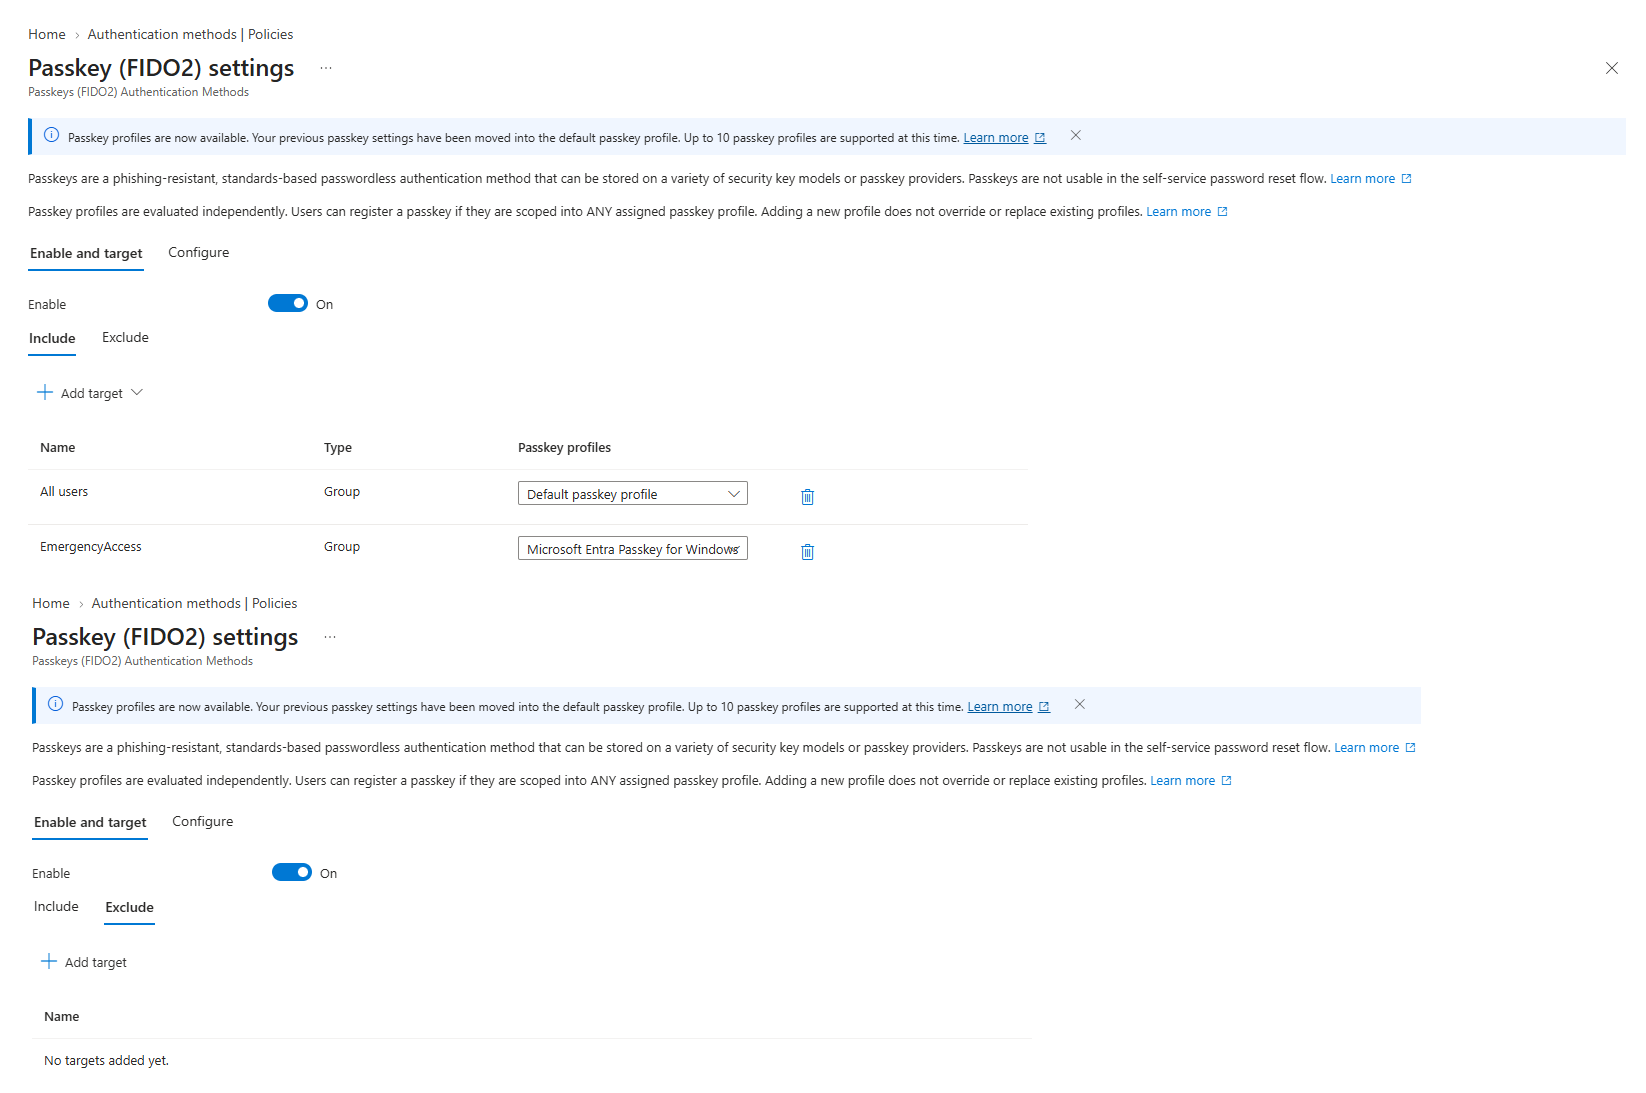 Home > Authentication methods | Policies
Passkey (FIDO2) settings ...
Passkeys (FIDO2) Authentication Methods
Passkey profiles are now available. Your previous passkey settings have been moved into the default passkey profile. Up to 10 passkey profiles are supported at this time. Learn more
Passkeys are a phishing-resistant, standards-based passwordless authentication method that can be stored on a variety of security key models or passkey providers. Passkeys are not usable in the self-service password reset flow. Learn more
Passkey profiles are evaluated independently. Users can register a passkey if they are scoped into ANY assigned passkey profile. Adding a new profile does not override or replace existing profiles. Learn more
Enable and target Configure
Enable On
Include Exclude
Add target
Name Type Passkey profiles
All users Group Default passkey profile
EmergencyAccess Group Microsoft Entra Passkey for Windows
Home > Authentication methods | Policies
Passkey (FIDO2) settings ...
Passkeys (FIDO2) Authentication Methods
Passkey profiles are now available. Your previous passkey settings have been moved into the default passkey profile. Up to 10 passkey profiles are supported at this time. Learn more
Passkeys are a phishing-resistant, standards-based passwordless authentication method that can be stored on a variety of security key models or passkey providers. Passkeys are not usable in the self-service password reset flow. Learn more
Passkey profiles are evaluated independently. Users can register a passkey if they are scoped into ANY assigned passkey profile. Adding a new profile does not override or replace existing profiles. Learn more
Enable and target Configure
Enable On
Include Exclude
Add target
Name
No targets added yet.